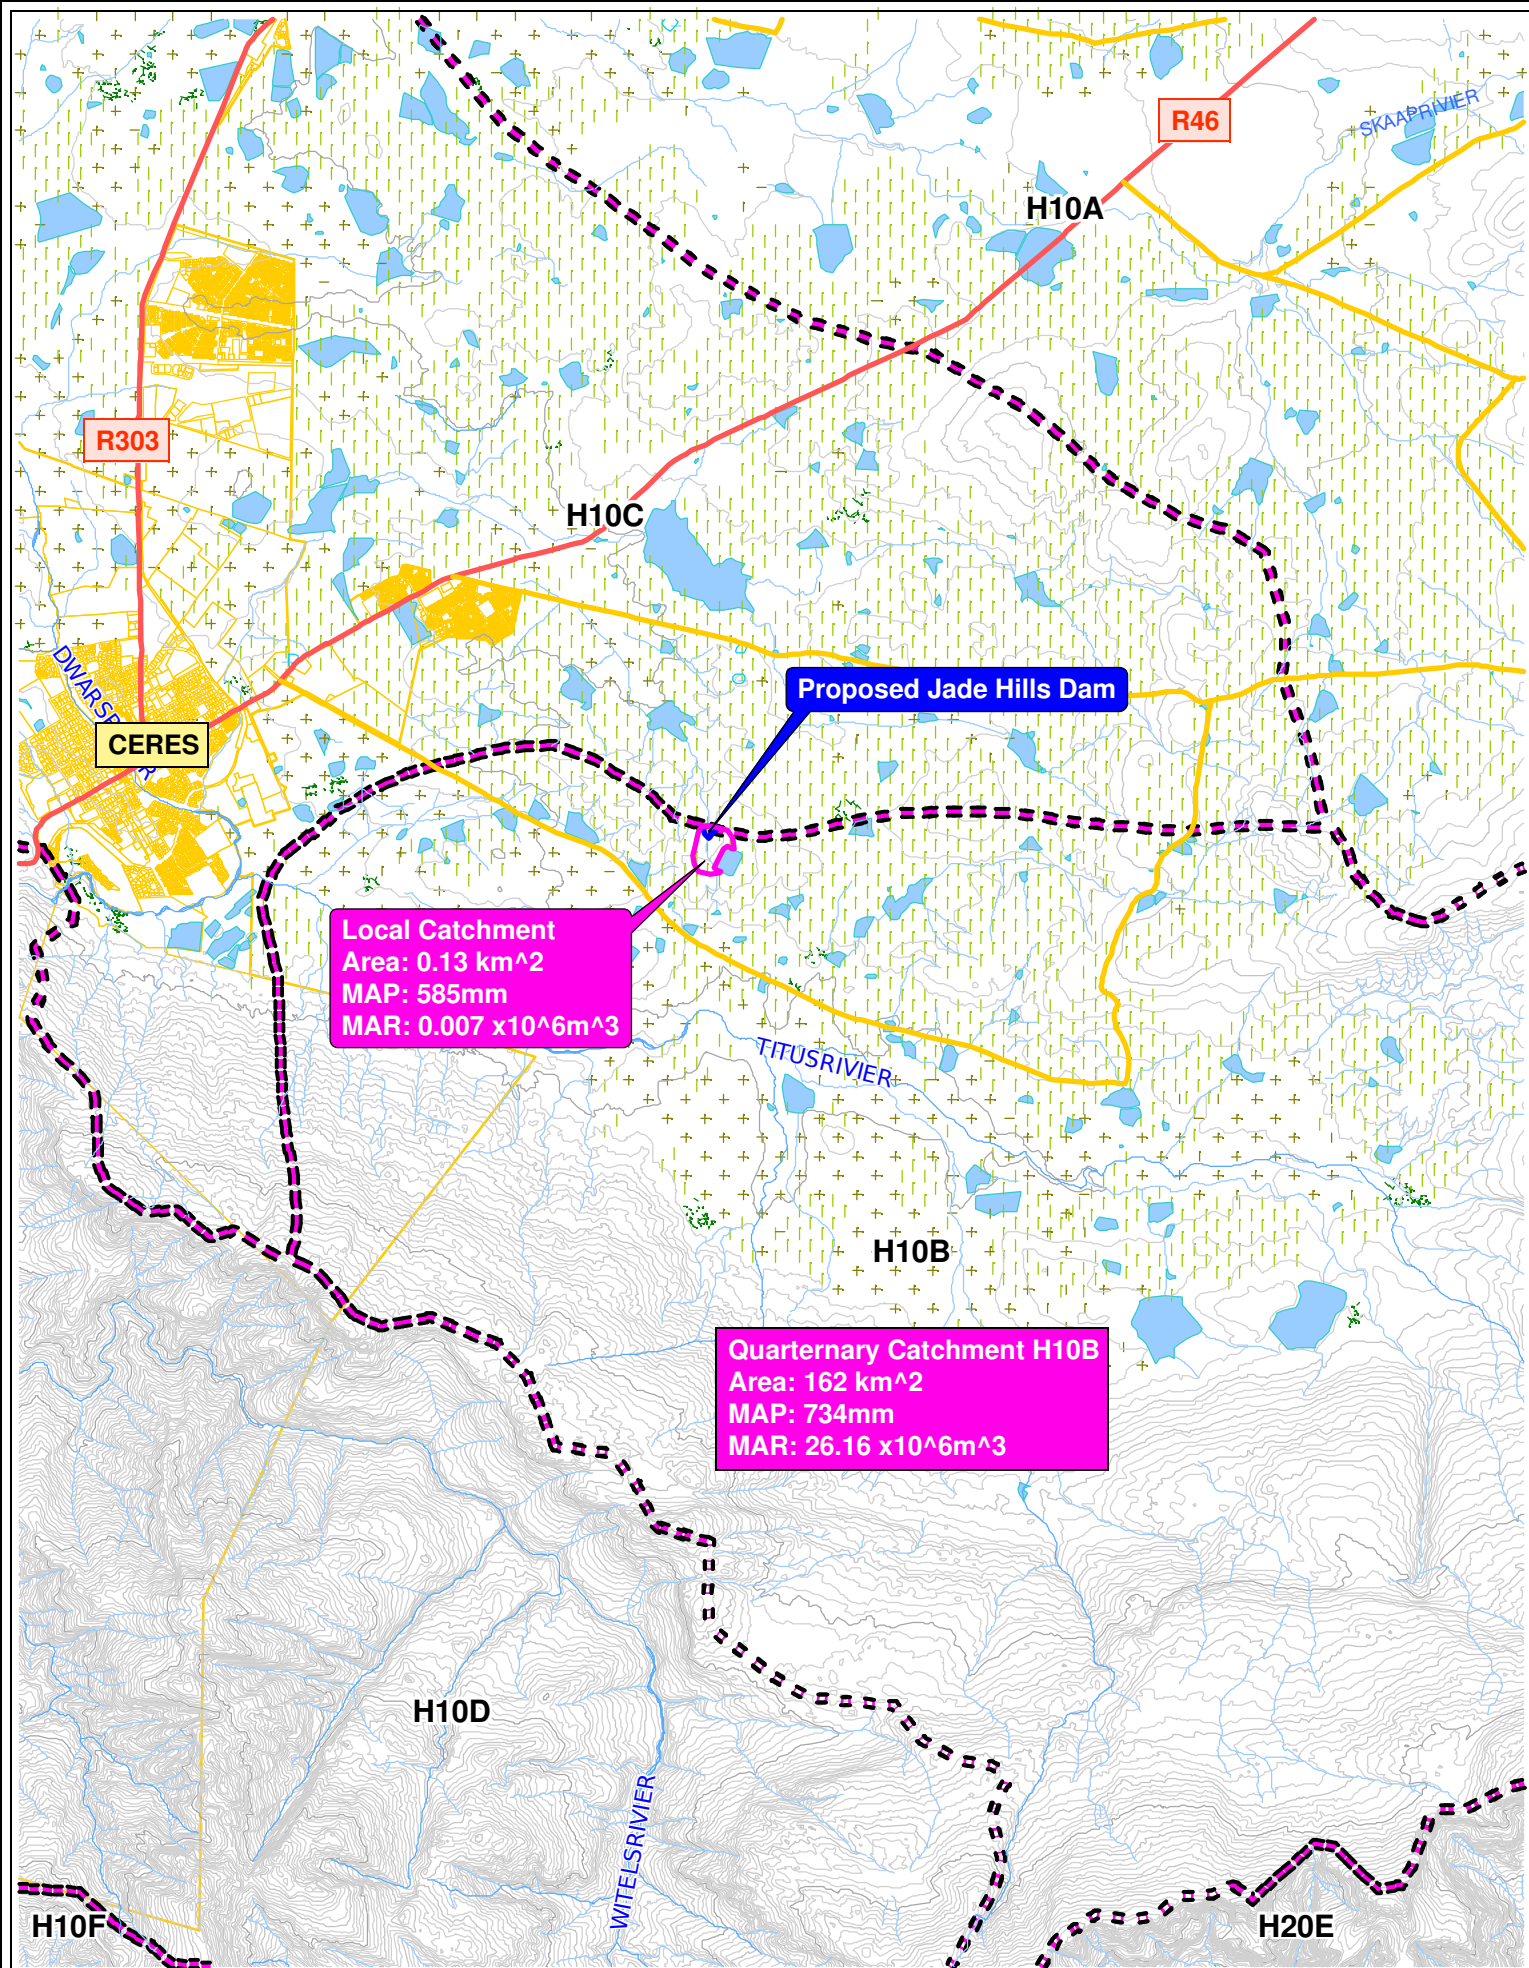 R46
SKAAPRIVIER
H10A
R303
H10C
DWARSR
CERES
Proposed Jade Hills Dam
Local Catchment
Area: 0.13 km^2
MAP: 585mm
MAR: 0.007 x10^6m^3
TITUSRIVIER
H10B
Quarternary Catchment H10B
Area: 162 km^2
MAP: 734mm
MAR: 26.16 x10^6m^3
H10D
WITELSRIVIER
H10F
H20E